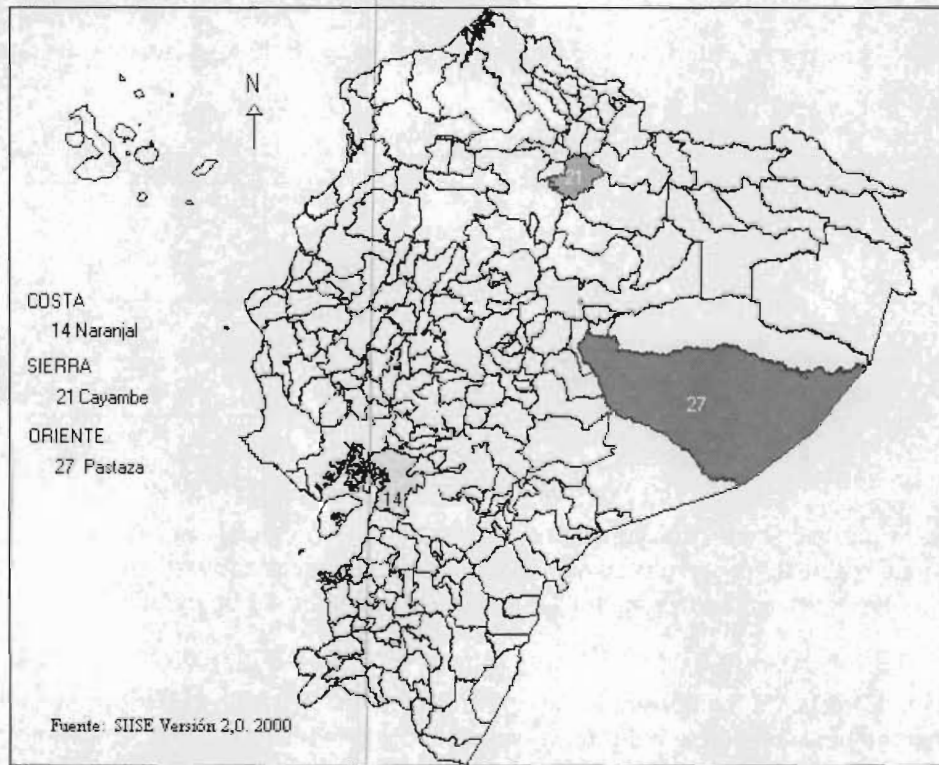 N
21
COSTA
14 Naranjal
SIERRA
21 Cayambe
ORIENTE
27 Pastaza
27
14
Fuente: SIISE Versión 2,0. 2000